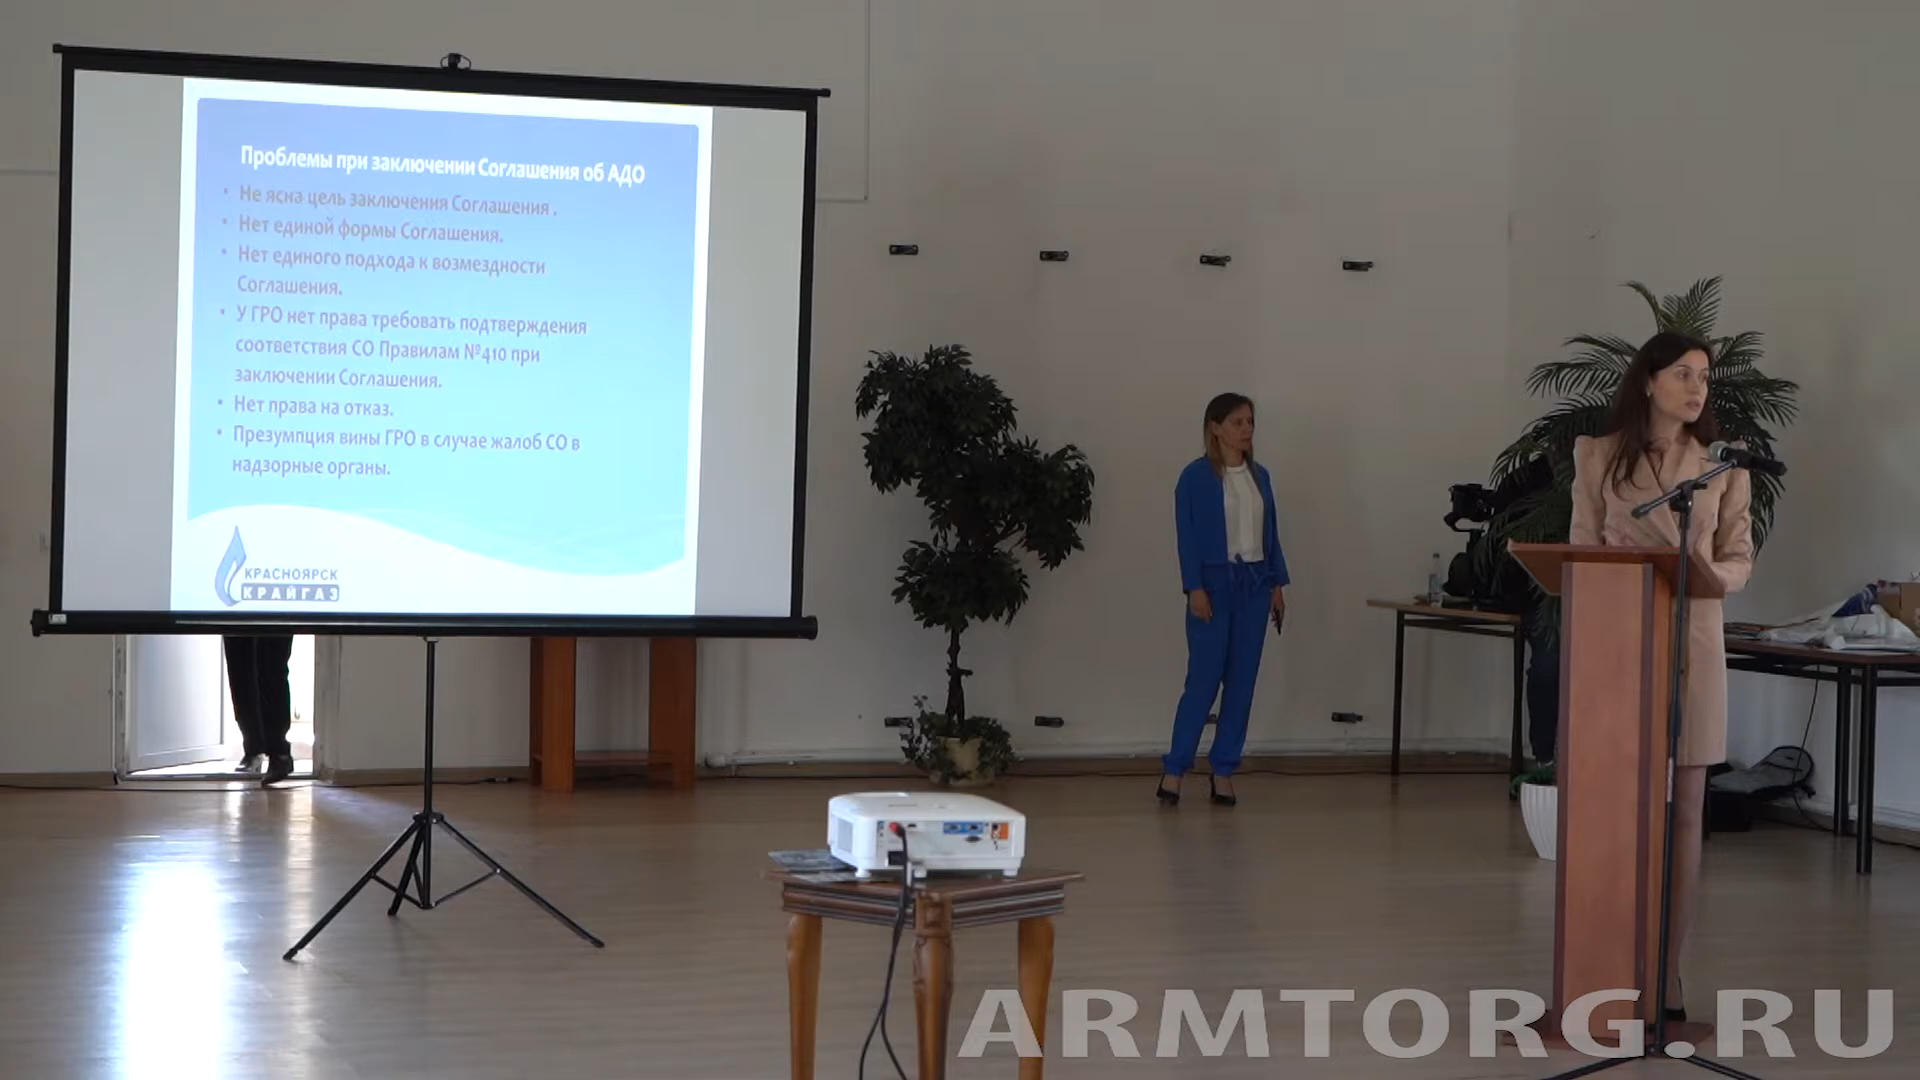 Проблемы при заключении Соглашения об АДО
• Не ясна цель заключения Соглашения .
• Нет единой формы Соглашения.
• Нет единого подхода к возмездности
Соглашения.
• У ГРО нет права требовать подтверждения
соответствия СО Правилам №410 при
заключении Соглашения.
• Нет права на отказ.
• Презумпция вины ГРО в случае жалоб СО в
надзорные органы.
КРАСНОЯРСК
КРАЙГАЗ
ARMTORG.RU